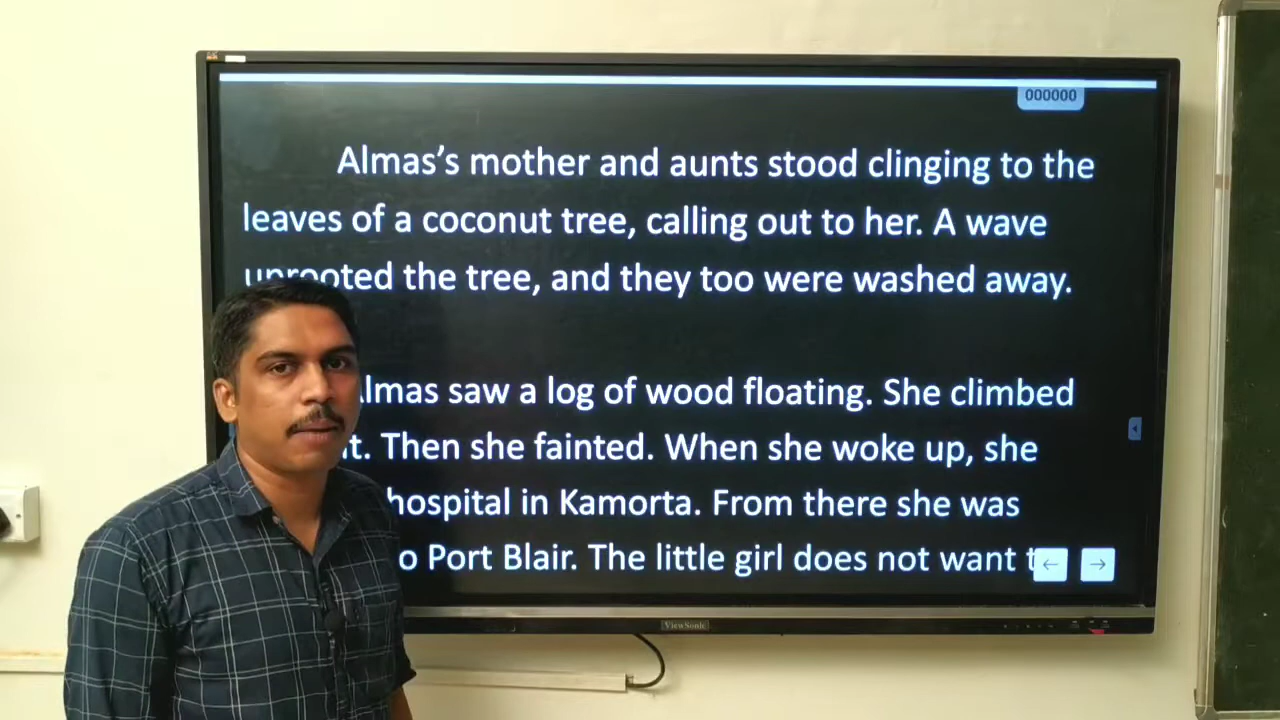 000000
Almas’s mother and aunts stood clinging to the
leaves of a coconut tree, calling out to her. A wave
uprooted the tree, and they too were washed away.
Almas saw a log of wood floating. She climbed
Then she fainted. When she woke up, she
hospital in Kamorta. From there she was
Port Blair. The little girl does not want
ViewSonic